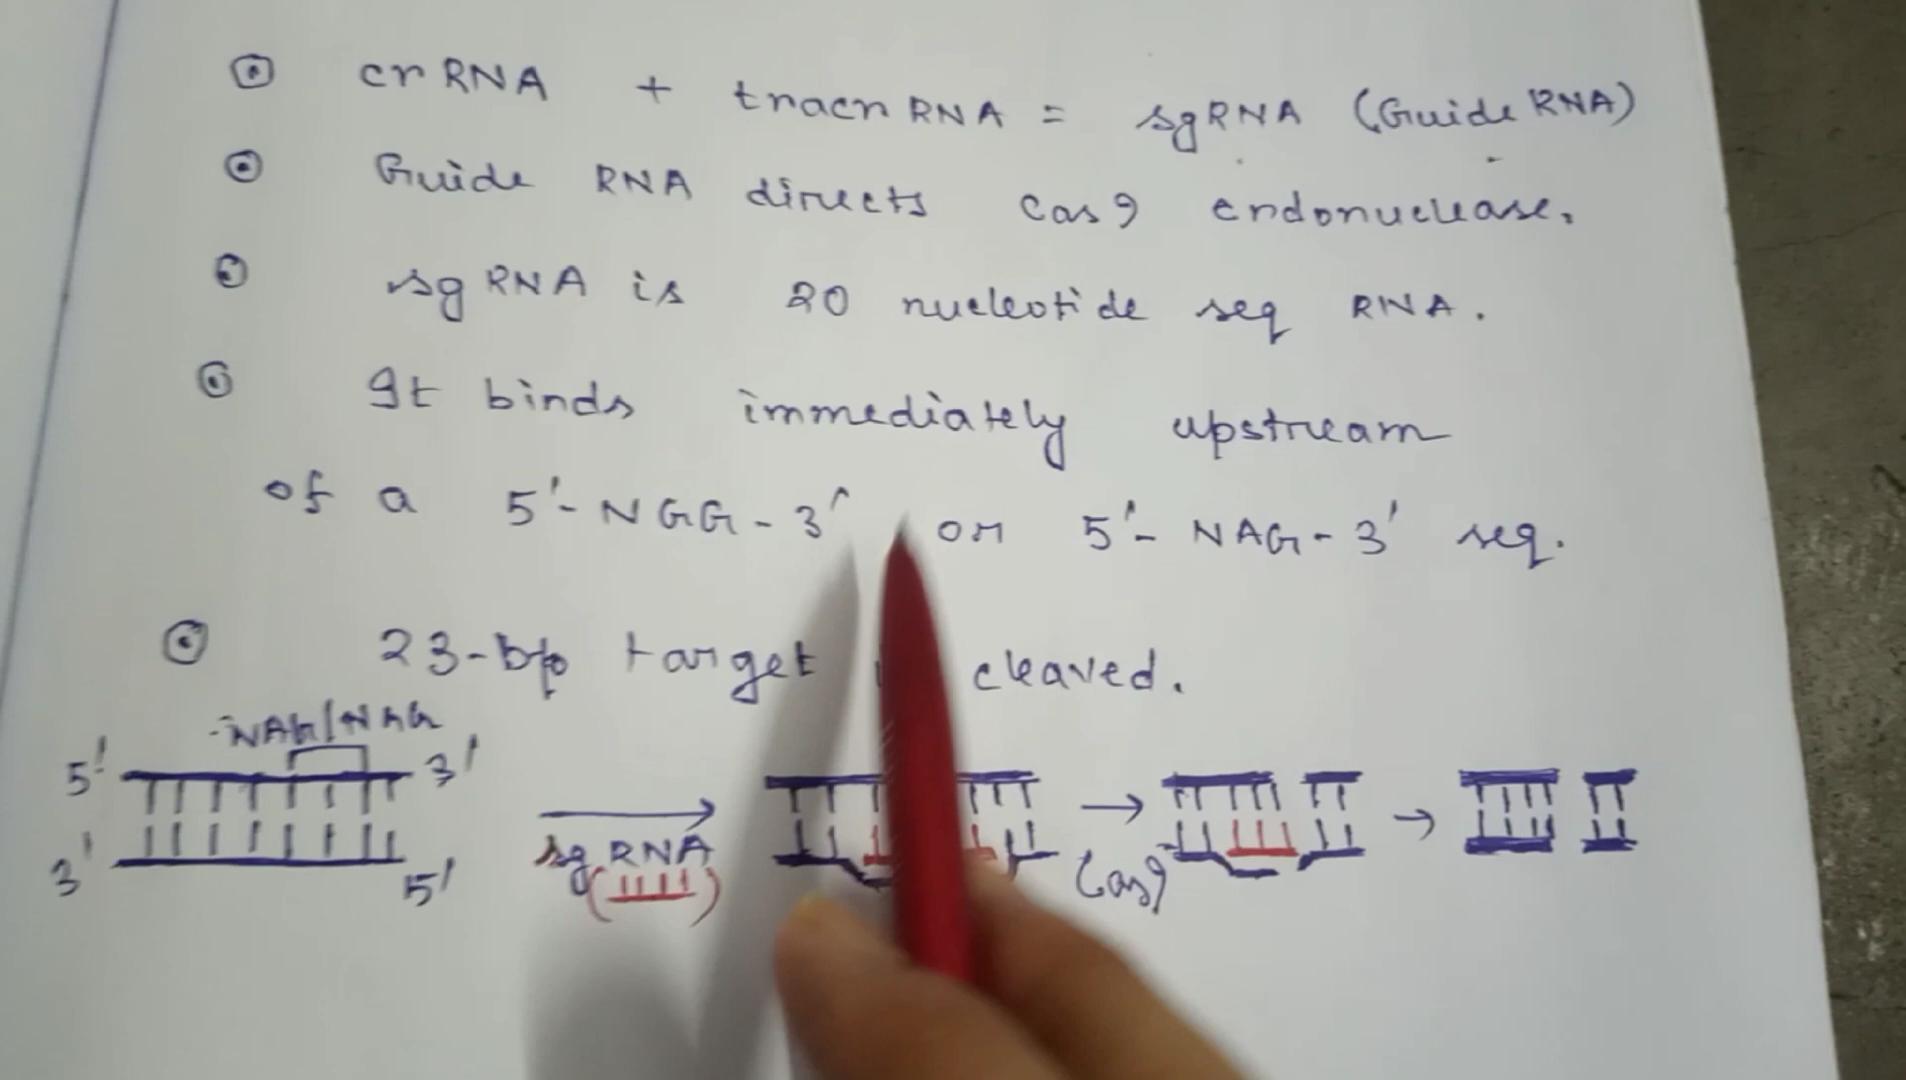 crRNA + tracrRNA = sgRNA (Guide RNA)
Guide RNA directs cas9 endonuclease.
sgRNA is 20 nucleotide seq RNA.
It binds immediately upstream
of a 5'-NGG-3' or 5'-NAG-3' seq.
23-bp target cleaved.
-NAG/NAG
5' 3'
sgRNA
Cas9
3' 5'